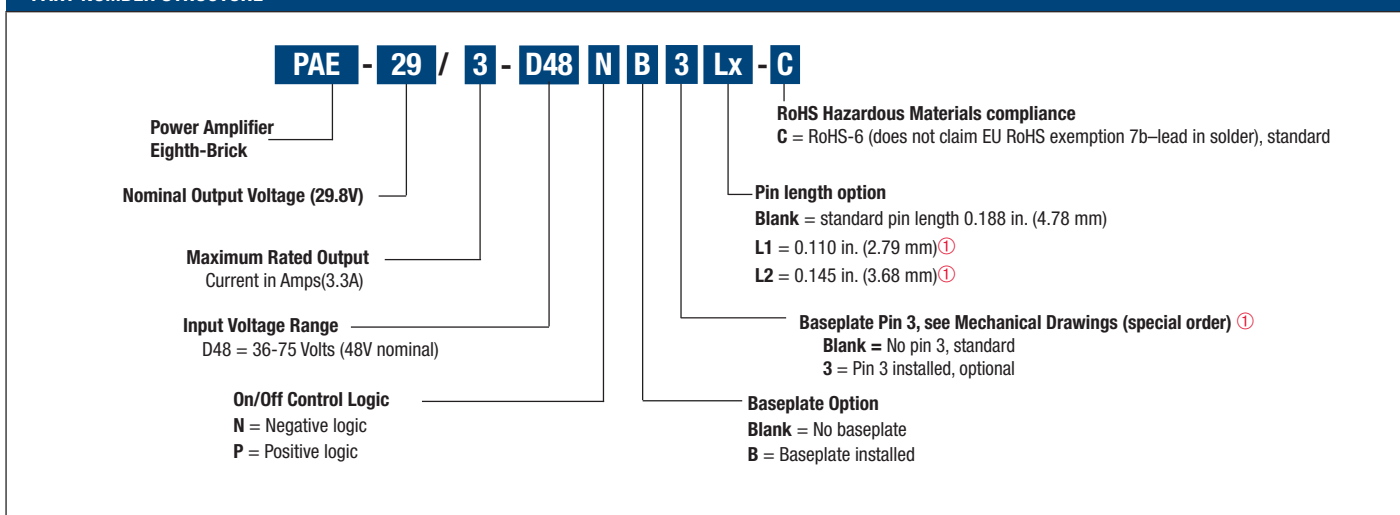 PAE - 29 / 3 - D48 N B 3 Lx - C
RoHS Hazardous Materials compliance
C = RoHS-6 (does not claim EU RoHS exemption 7b–lead in solder), standard
Power Amplifier
Eighth-Brick
Pin length option
Blank = standard pin length 0.188 in. (4.78 mm)
L1 = 0.110 in. (2.79 mm)①
L2 = 0.145 in. (3.68 mm)①
Nominal Output Voltage (29.8V)
Maximum Rated Output
Current in Amps(3.3A)
Baseplate Pin 3, see Mechanical Drawings (special order) ①
Blank = No pin 3, standard
3 = Pin 3 installed, optional
Input Voltage Range
D48 = 36-75 Volts (48V nominal)
On/Off Control Logic
N = Negative logic
P = Positive logic
Baseplate Option
Blank = No baseplate
B = Baseplate installed